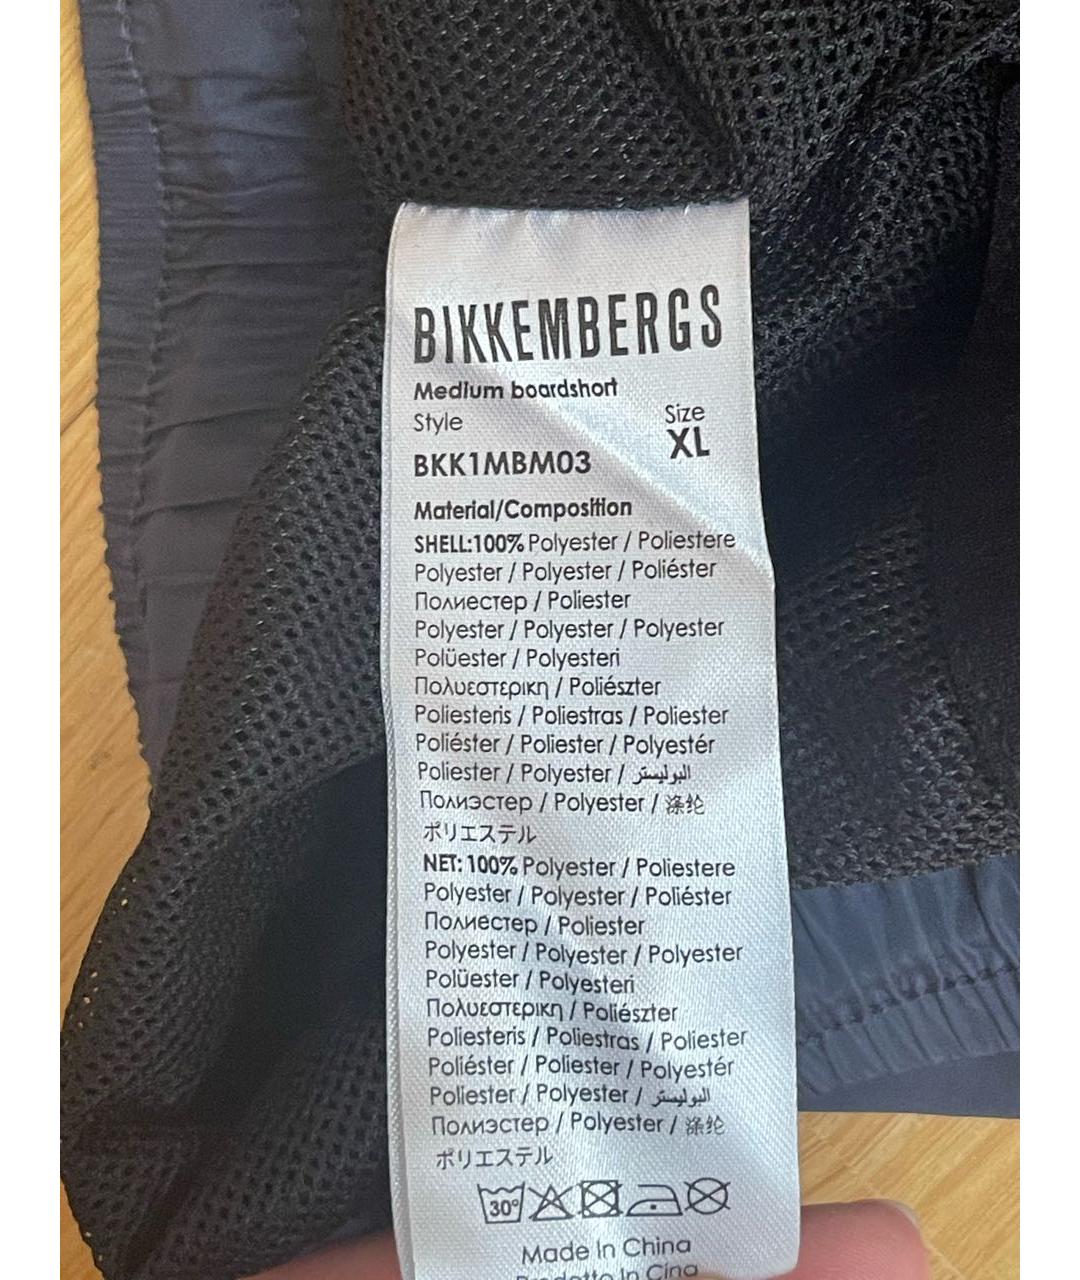 BIKKEMBERGS
Medium boardshort
Style Size
BKK1MBM03 XL
Material/Composition
SHELL:100% Polyester / Poliestere
Polyester / Polyester / Poliéster
Полиестер / Poliester
Polyester / Polyester / Polyester
Polüester / Polyesteri
Πολυεστερικη / Poliészter
Poliesteris / Poliestras / Poliester
Poliéster / Poliester / Polyestér
Poliester / Polyester / البوليستر
Полиэстер / Polyester / 涤纶
ポリエステル
NET: 100% Polyester / Poliestere
Polyester / Polyester / Poliéster
Полиестер / Poliester
Polyester / Polyester / Polyester
Polüester / Polyesteri
Πολυεστερικη / Poliészter
Poliesteris / Poliestras / Poliester
Poliéster / Poliester / Polyestér
Poliester / Polyester / البوليستر
Полиэстер / Polyester / 涤纶
ポリエステル
30°
Made In China
Prodotto In Cina